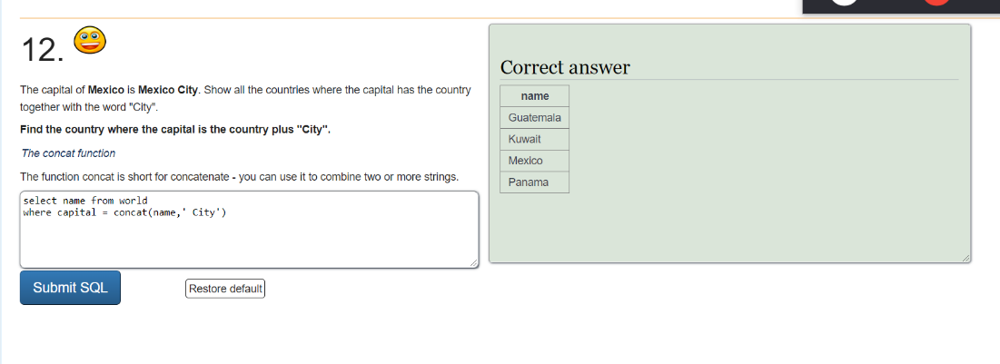 12.
The capital of Mexico is Mexico City. Show all the countries where the capital has the country
together with the word "City".
Find the country where the capital is the country plus "City".
The concat function
The function concat is short for concatenate - you can use it to combine two or more strings.
select name from world
where capital = concat(name,' City')
Submit SQL
Restore default
Correct answer
name
Guatemala
Kuwait
Mexico
Panama